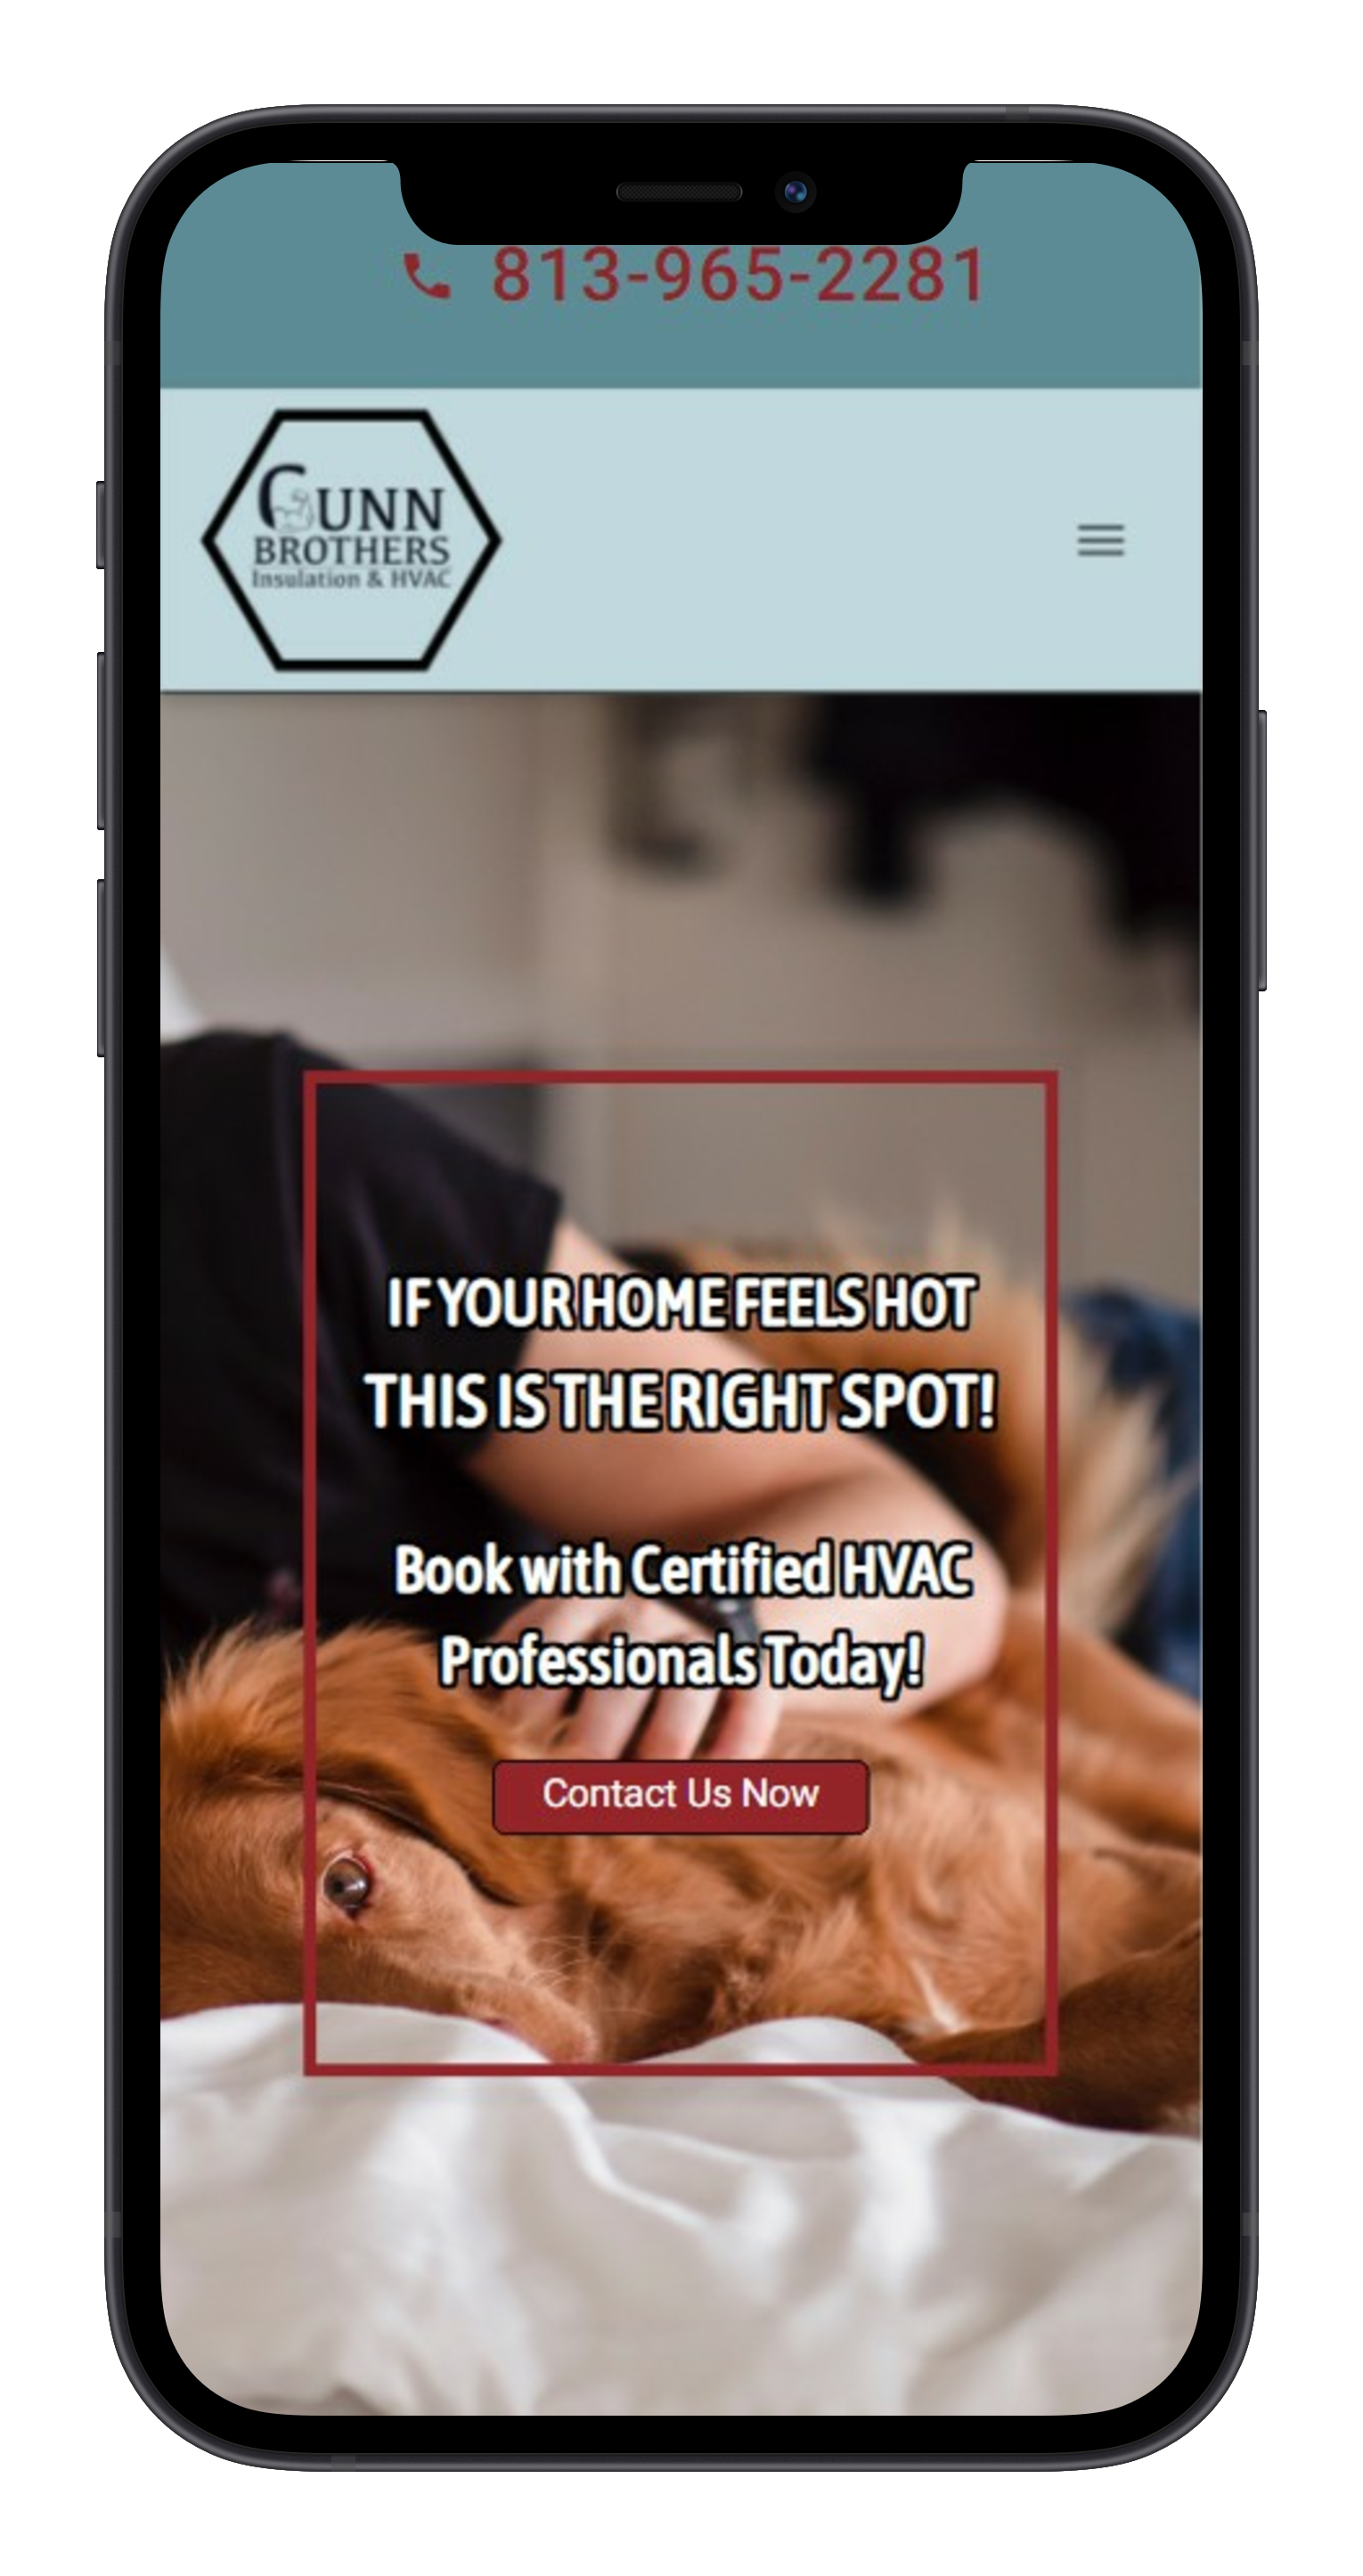 813-965-2281
GUNN
BROTHERS
Insulation & HVAC
IF YOUR HOME FEELS HOT
THIS IS THE RIGHT SPOT!
Book with Certified HVAC
Professionals Today!
Contact Us Now